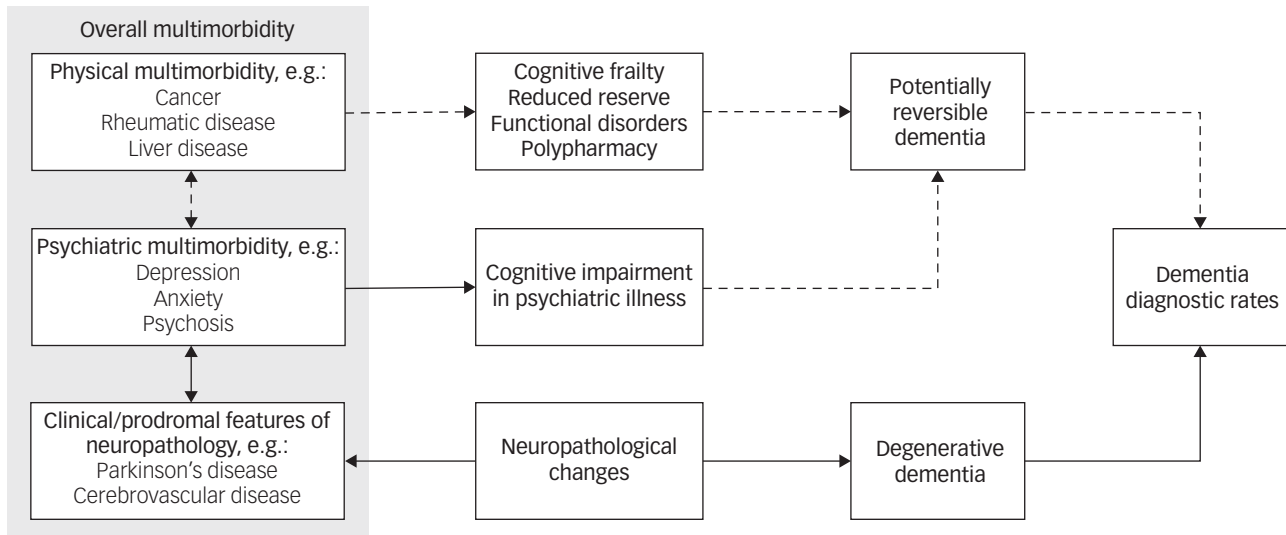 Overall multimorbidity
Physical multimorbidity, e.g.:
Cancer
Rheumatic disease
Liver disease
Cognitive frailty
Reduced reserve
Functional disorders
Polypharmacy
Potentially
reversible
dementia
Psychiatric multimorbidity, e.g.:
Depression
Anxiety
Psychosis
Cognitive impairment
in psychiatric illness
Dementia
diagnostic rates
Clinical/prodromal features of
neuropathology, e.g.:
Parkinson’s disease
Cerebrovascular disease
Neuropathological
changes
Degenerative
dementia